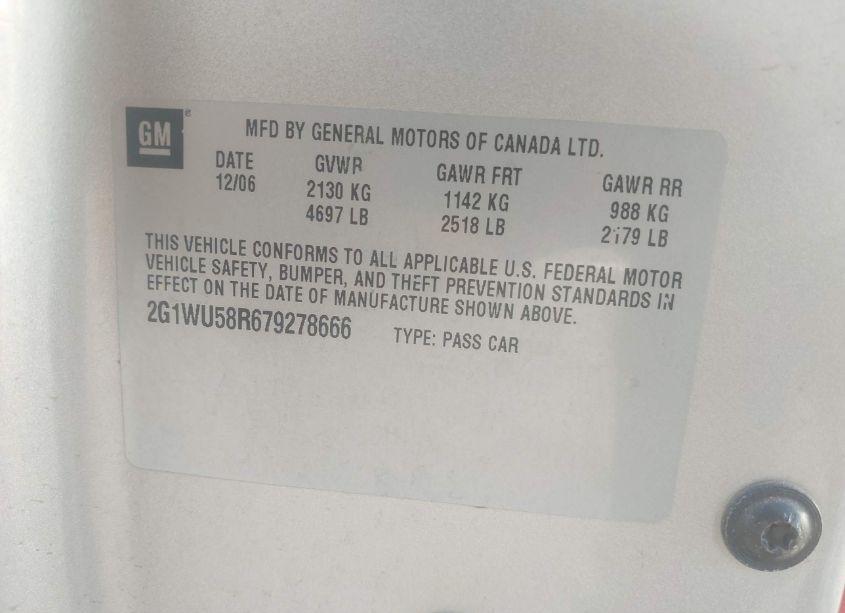 GM ®
MFD BY GENERAL MOTORS OF CANADA LTD.
DATE GVWR GAWR FRT GAWR RR
12/06 2130 KG 1142 KG 988 KG
4697 LB 2518 LB 2179 LB
THIS VEHICLE CONFORMS TO ALL APPLICABLE U.S. FEDERAL MOTOR
VEHICLE SAFETY, BUMPER, AND THEFT PREVENTION STANDARDS IN
EFFECT ON THE DATE OF MANUFACTURE SHOWN ABOVE.
2G1WU58R679278666 TYPE: PASS CAR